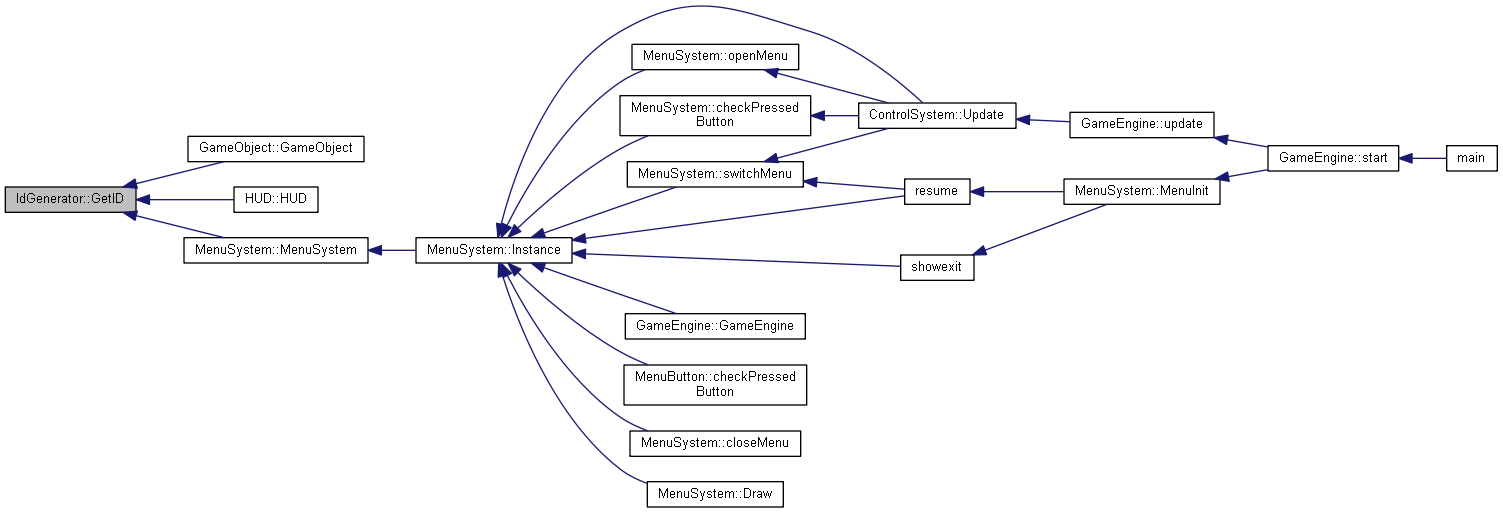 IdGenerator::GetID
GameObject::GameObject
HUD::HUD
MenuSystem::MenuSystem
MenuSystem::Instance
MenuSystem::openMenu
MenuSystem::checkPressed
Button
MenuSystem::switchMenu
GameEngine::GameEngine
MenuButton::checkPressed
Button
MenuSystem::closeMenu
MenuSystem::Draw
ControlSystem::Update
resume
showexit
GameEngine::update
MenuSystem::MenuInit
GameEngine::start
main